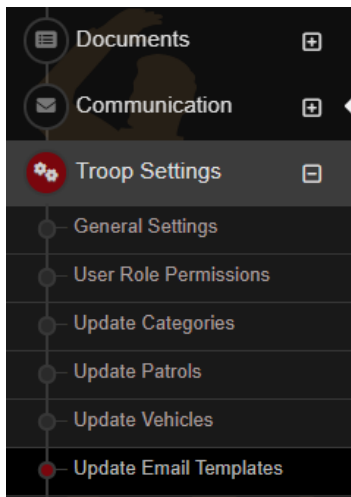 Documents
Communication
Troop Settings
General Settings
User Role Permissions
Update Categories
Update Patrols
Update Vehicles
Update Email Templates